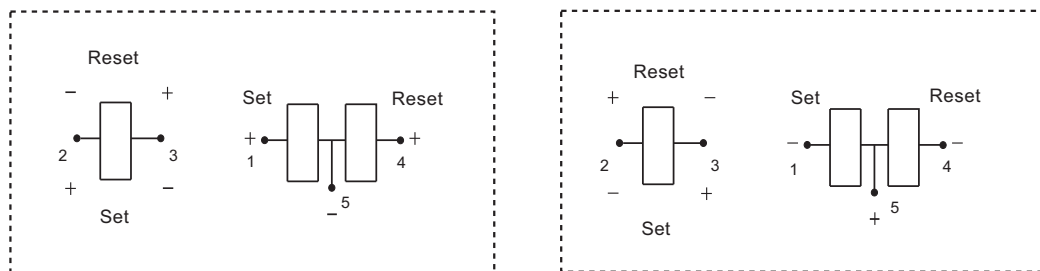 Reset
− +
Set Reset
+ +
2 3 1 4
+ − 5
−
Set
Reset
+ −
Set Reset
− −
2 3 1 4
− + 5
+
Set